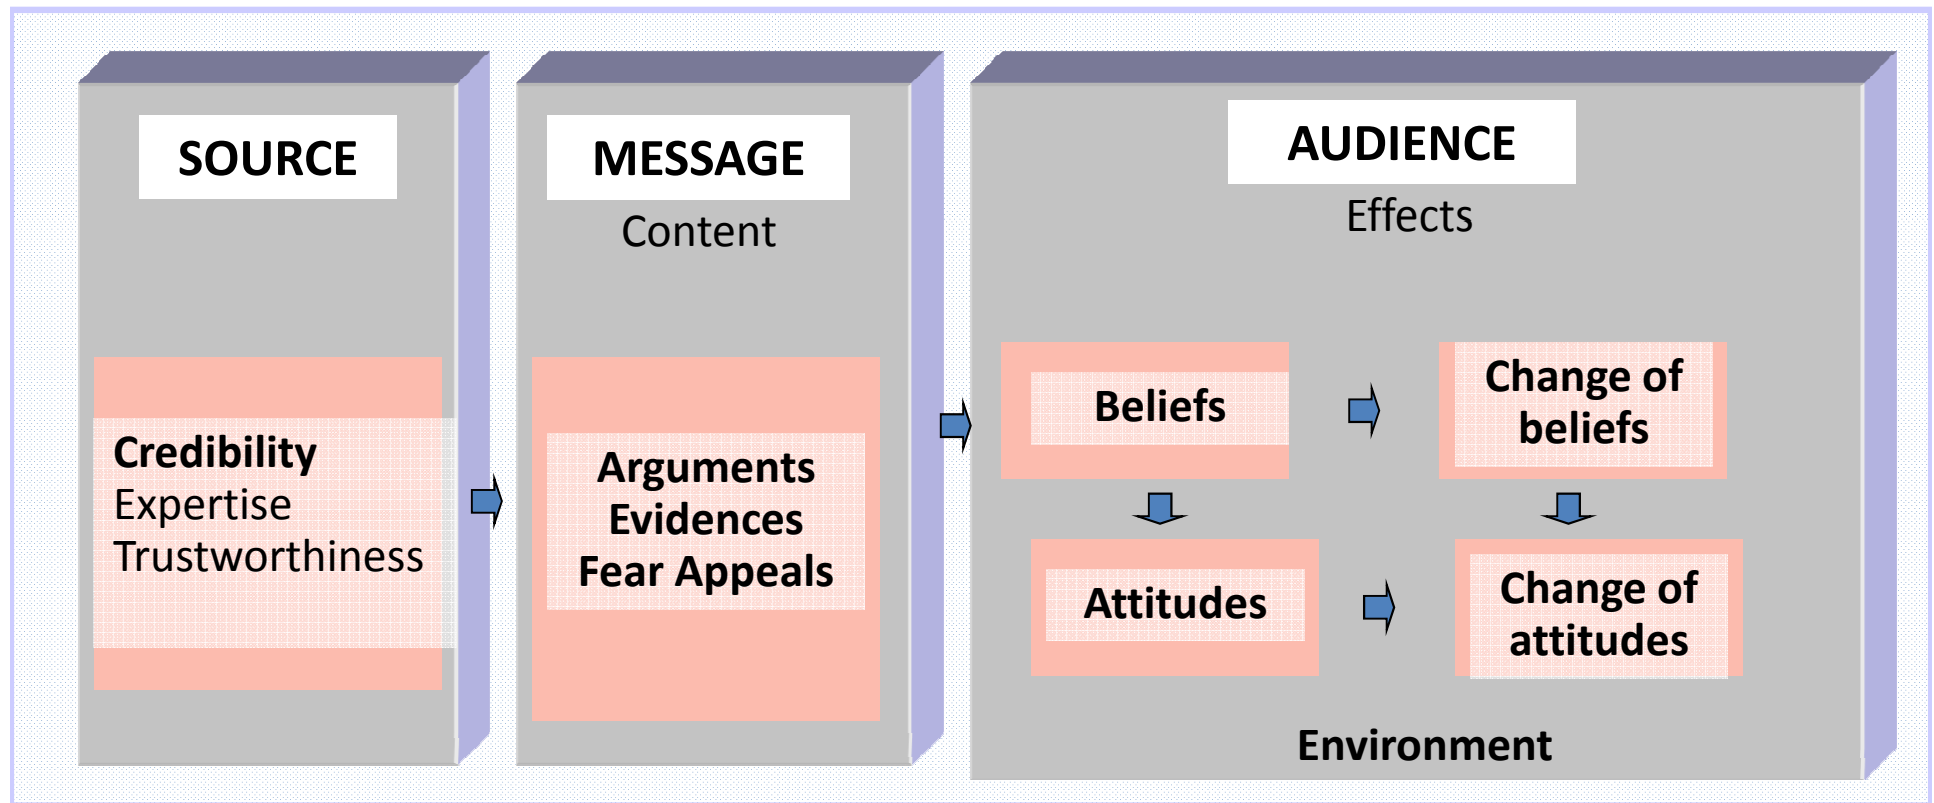 SOURCE
Credibility
Expertise
Trustworthiness
MESSAGE
Content
Arguments
Evidences
Fear Appeals
AUDIENCE
Effects
Beliefs
Change of
beliefs
Attitudes
Change of
attitudes
Environment